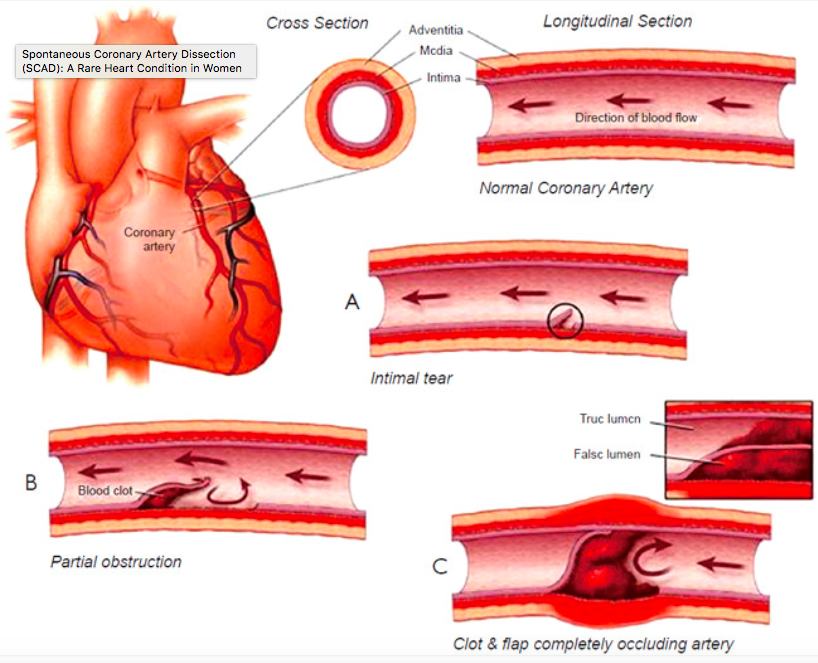 Cross Section
Longitudinal Section
Spontaneous Coronary Artery Dissection
(SCAD): A Rare Heart Condition in Women
Adventitia
Mcdia
Intima
Direction of blood flow
Normal Coronary Artery
Coronary
artery
A
Intimal tear
Truc lumcn
Falsc lumen
B
Blood clot
Partial obstruction
C
Clot & flap completely occluding artery